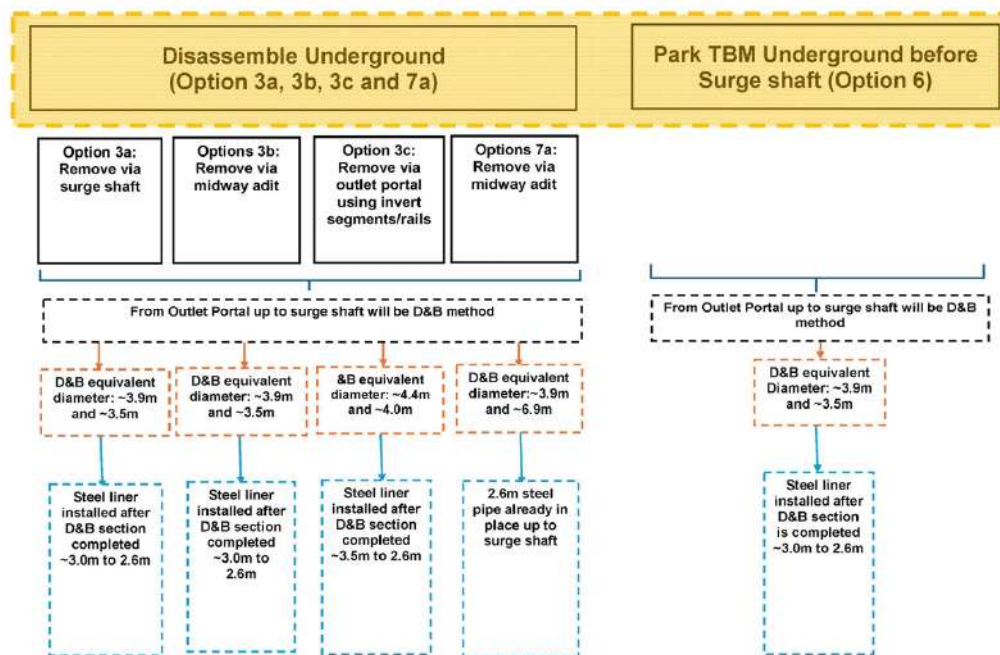 Disassemble Underground
(Option 3a, 3b, 3c and 7a)
Park TBM Underground before
Surge shaft (Option 6)
Option 3a:
Remove via
surge shaft
Options 3b:
Remove via
midway adit
Option 3c:
Remove via
outlet portal
using invert
segments/rails
Options 7a:
Remove via
midway adit
From Outlet Portal up to surge shaft will be D&B method
From Outlet Portal up to surge shaft will be D&B
method
D&B equivalent
diameter: ~3.9m
and ~3.5m
D&B equivalent
diameter: ~3.9m
and ~3.5m
&B equivalent
diameter: ~4.4m
and ~4.0m
D&B equivalent
diameter:~3.9m
and ~6.9m
D&B equivalent
Diameter: ~3.9m
and ~3.5m
Steel liner
installed after
D&B section
completed
~3.0m to 2.6m
Steel liner
installed after
D&B section
completed
~3.0m to
2.6m
Steel liner
installed after
D&B section
completed
~3.5m to 2.6m
2.6m steel
pipe already in
place up to
surge shaft
Steel liner
installed after
D&B section
is completed
~3.0m to 2.6m